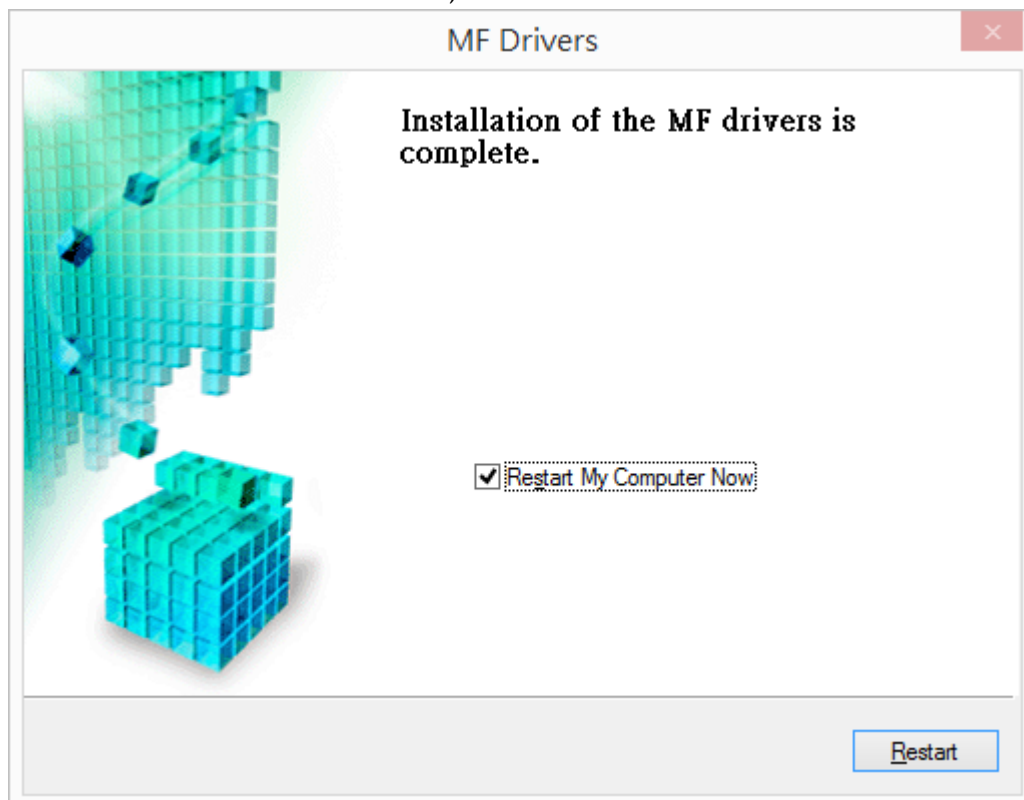 MF Drivers
Installation of the MF drivers is
complete.
Restart My Computer Now
Restart